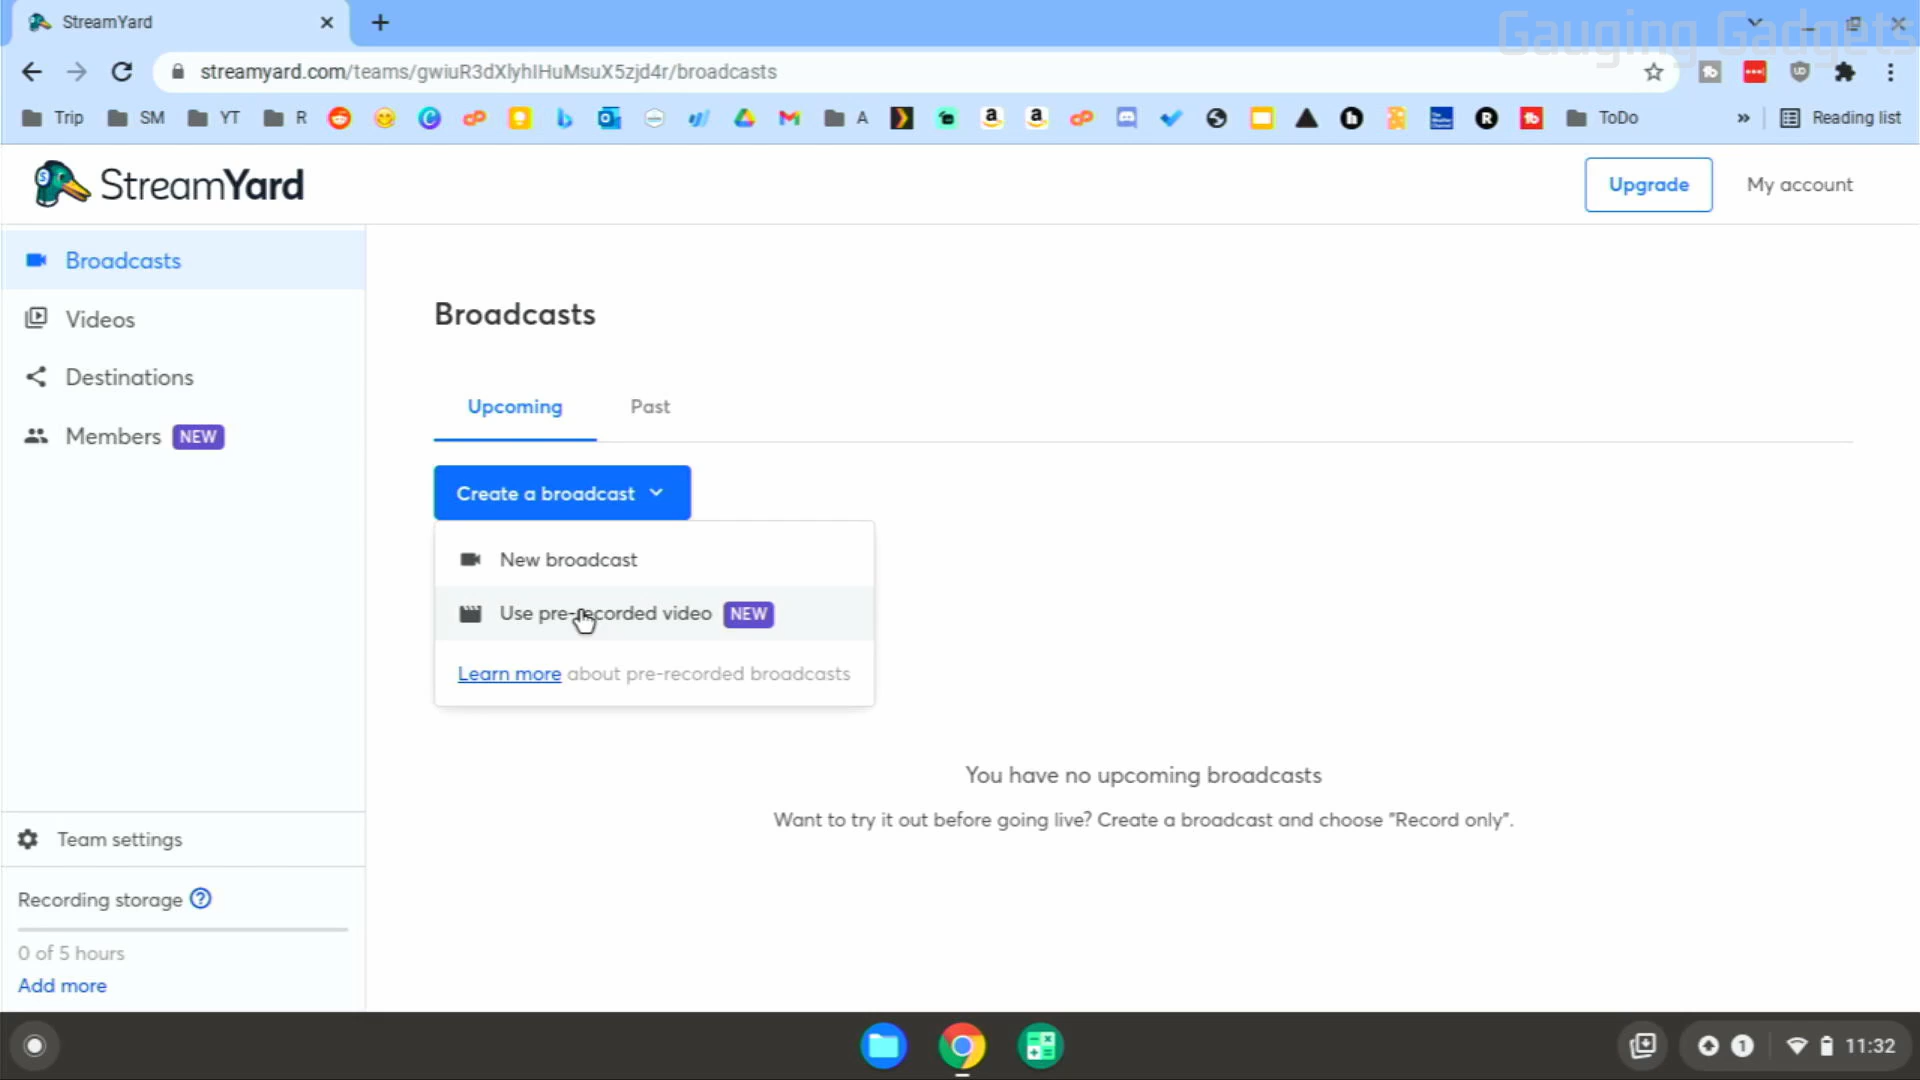 StreamYard
Gauging Gadgets
streamyard.com/teams/gwiuR3dXlyhIHuMsuX5zjd4r/broadcasts
Trip SM YT R A ToDo » Reading list
StreamYard
Upgrade My account
Broadcasts
Videos
Destinations
Members NEW
Broadcasts
Upcoming Past
Create a broadcast
New broadcast
Use pre-recorded video NEW
Learn more about pre-recorded broadcasts
You have no upcoming broadcasts
Want to try it out before going live? Create a broadcast and choose "Record only".
Team settings
Recording storage ?
0 of 5 hours
Add more
1 11:32